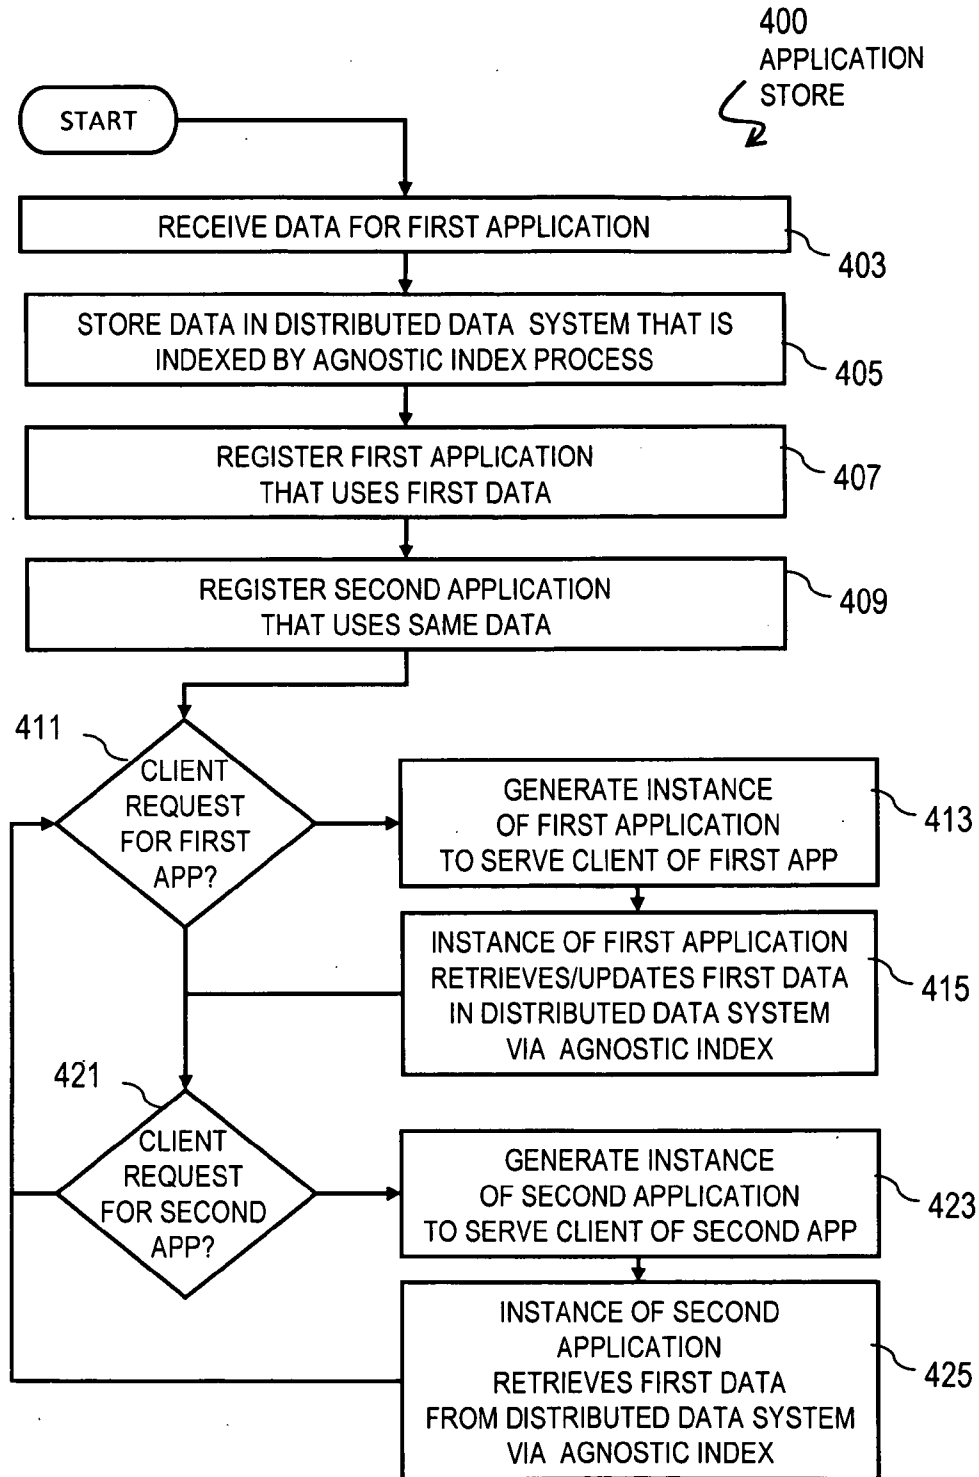 400
APPLICATION
STORE
START
RECEIVE DATA FOR FIRST APPLICATION
403
STORE DATA IN DISTRIBUTED DATA SYSTEM THAT IS
INDEXED BY AGNOSTIC INDEX PROCESS
405
REGISTER FIRST APPLICATION
THAT USES FIRST DATA
407
REGISTER SECOND APPLICATION
THAT USES SAME DATA
409
411
CLIENT
REQUEST
FOR FIRST
APP?
GENERATE INSTANCE
OF FIRST APPLICATION
TO SERVE CLIENT OF FIRST APP
413
INSTANCE OF FIRST APPLICATION
RETRIEVES/UPDATES FIRST DATA
IN DISTRIBUTED DATA SYSTEM
VIA AGNOSTIC INDEX
415
421
CLIENT
REQUEST
FOR SECOND
APP?
GENERATE INSTANCE
OF SECOND APPLICATION
TO SERVE CLIENT OF SECOND APP
423
INSTANCE OF SECOND
APPLICATION
RETRIEVES FIRST DATA
FROM DISTRIBUTED DATA SYSTEM
VIA AGNOSTIC INDEX
425